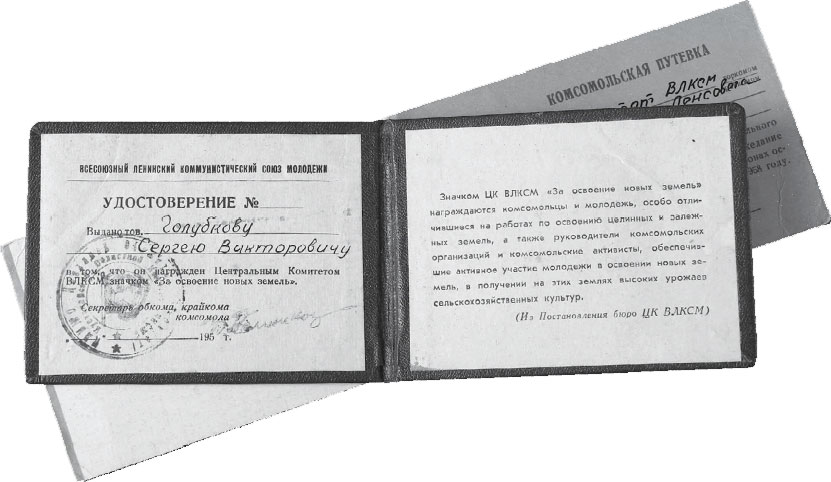 ВСЕСОЮЗНЫЙ ЛЕНИНСКИЙ КОММУНИСТИЧЕСКИЙ СОЮЗ МОЛОДЕЖИ
УДОСТОВЕРЕНИЕ №
Выдано тов. Голубкову
Сергею Викторовичу
в том, что он награжден Центральным Комитетом
ВЛКСМ значком «За освоение новых земель».
Секретарь обкома, крайкома
комсомола
195 г.
Значком ЦК ВЛКСМ «За освоение новых земель»
награждаются комсомольцы и молодежь, особо отли-
чившиеся на работах по освоению целинных и залеж-
ных земель, а также руководители комсомольских
организаций и комсомольские активисты, обеспечив-
шие активное участие молодежи в освоении новых зе-
мель, в получении на этих землях высоких урожаев
сельскохозяйственных культур.
(Из Постановления бюро ЦК ВЛКСМ)
КОМСОМОЛЬСКАЯ ПУТЕВКА
ВЛКСМ
Ленсовета